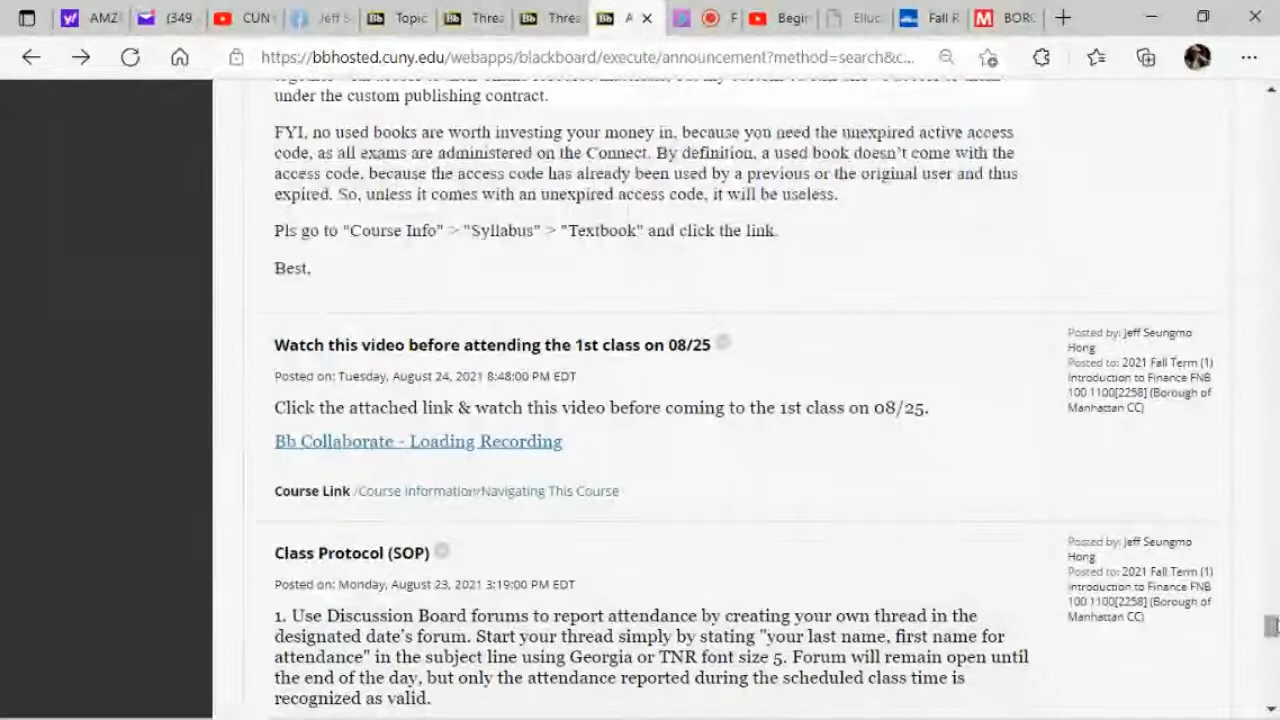 AMZ
(349
CUN
Jeff S
Topic
Threa
Threa
A
F
Begir
Elluc
Fall R
BORC
https://bbhosted.cuny.edu/webapps/blackboard/execute/announcement?method=search&c...
under the custom publishing contract.
FYI, no used books are worth investing your money in, because you need the unexpired active access
code, as all exams are administered on the Connect. By definition, a used book doesn't come with the
access code, because the access code has already been used by a previous or the original user and thus
expired. So, unless it comes with an unexpired access code, it will be useless.
Pls go to "Course Info" > "Syllabus" > "Textbook" and click the link.
Best,
Watch this video before attending the 1st class on 08/25
Posted on: Tuesday, August 24, 2021 8:48:00 PM EDT
Click the attached link & watch this video before coming to the 1st class on 08/25.
Bb Collaborate - Loading Recording
Course Link /Course Information/Navigating This Course
Posted by: Jeff Seungmo
Hong
Posted to: 2021 Fall Term (1)
Introduction to Finance FNB
100 1100[2258] (Borough of
Manhattan CC)
Class Protocol (SOP)
Posted on: Monday, August 23, 2021 3:19:00 PM EDT
1. Use Discussion Board forums to report attendance by creating your own thread in the
designated date's forum. Start your thread simply by stating "your last name, first name for
attendance" in the subject line using Georgia or TNR font size 5. Forum will remain open until
the end of the day, but only the attendance reported during the scheduled class time is
recognized as valid.
Posted by: Jeff Seungmo
Hong
Posted to: 2021 Fall Term (1)
Introduction to Finance FNB
100 1100[2258] (Borough of
Manhattan CC)